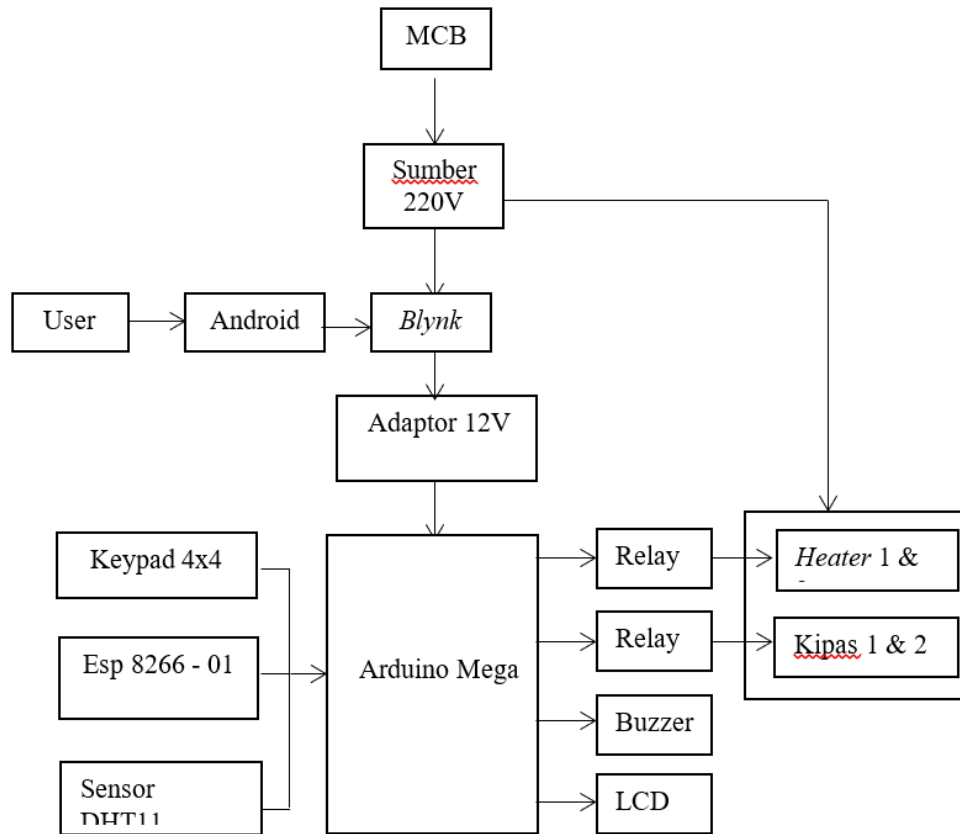 MCB
Sumber
220V
User
Android
Blynk
Adaptor 12V
Keypad 4x4
Esp 8266 - 01
Sensor
DHT11
Arduino Mega
Relay
Relay
Buzzer
LCD
Heater 1 &
Kipas 1 & 2